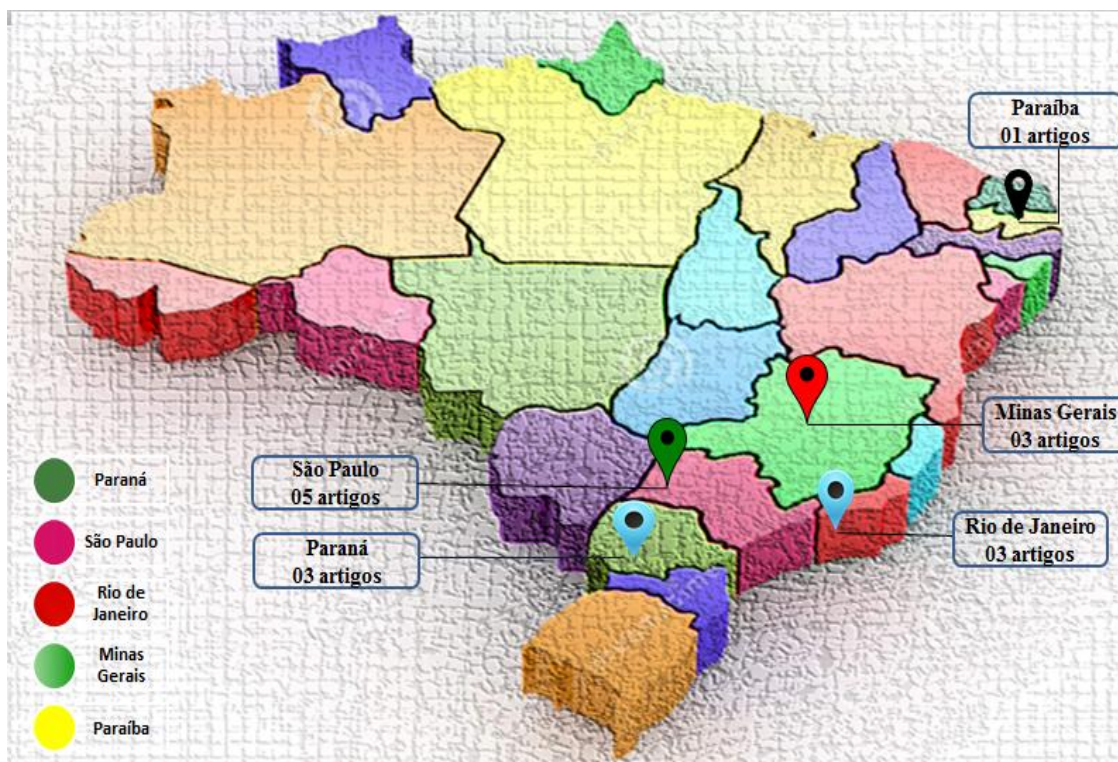 Paraíba
01 artigos
Minas Gerais
03 artigos
São Paulo
05 artigos
Rio de Janeiro
03 artigos
Paraná
03 artigos
Paraná
São Paulo
Rio de
Janeiro
Minas
Gerais
Paraíba